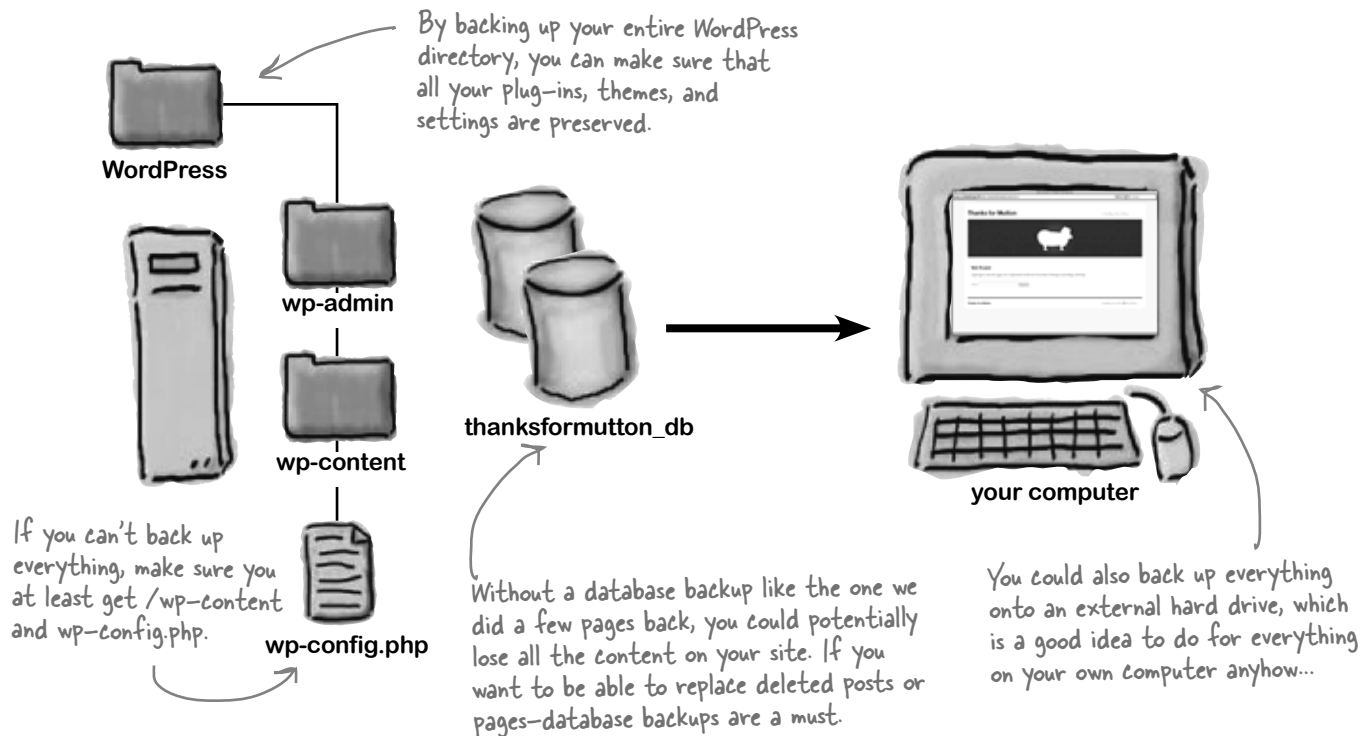 By backing up your entire WordPress
directory, you can make sure that
all your plug-ins, themes, and
settings are preserved.
WordPress
wp-admin
wp-content
wp-config.php
If you can't back up
everything, make sure you
at least get /wp-content
and wp-config.php.
thanksformutton_db
Without a database backup like the one we
did a few pages back, you could potentially
lose all the content on your site. If you
want to be able to replace deleted posts or
pages—database backups are a must.
Thanks for Mutton
your computer
You could also back up everything
onto an external hard drive, which
is a good idea to do for everything
on your own computer anyhow...